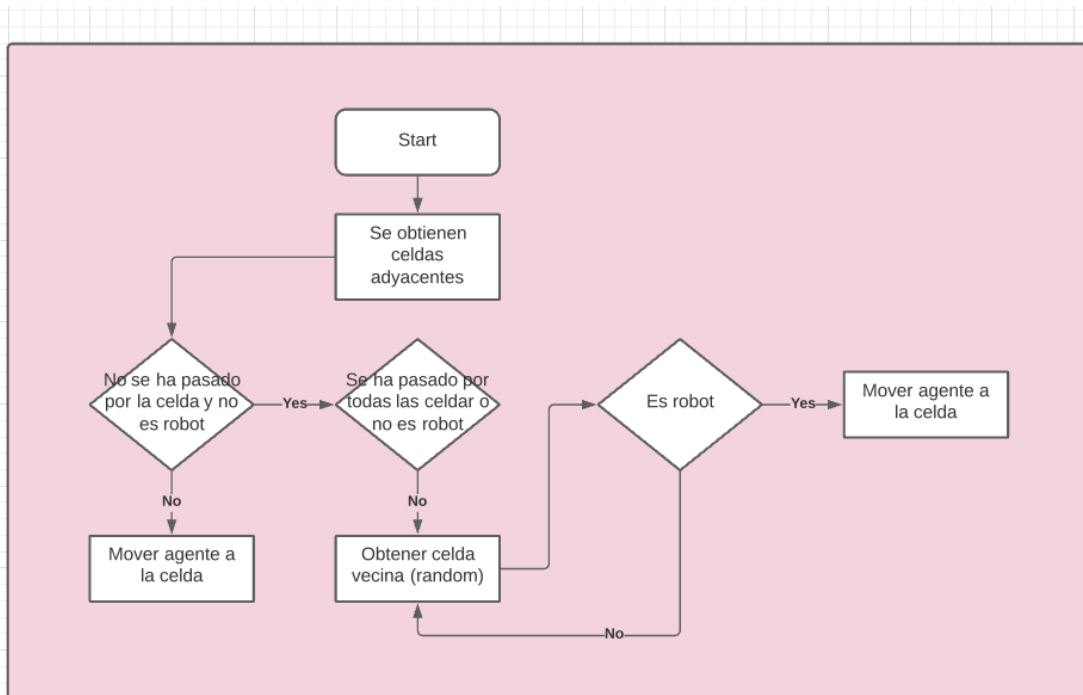 Start
Se obtienen
celdas
adyacentes
No se ha pasado
por la celda y no
es robot
Yes
Se ha pasado por
todas las celdar o
no es robot
Es robot
Yes
Mover agente a
la celda
No
No
Mover agente a
la celda
Obtener celda
vecina (random)
No